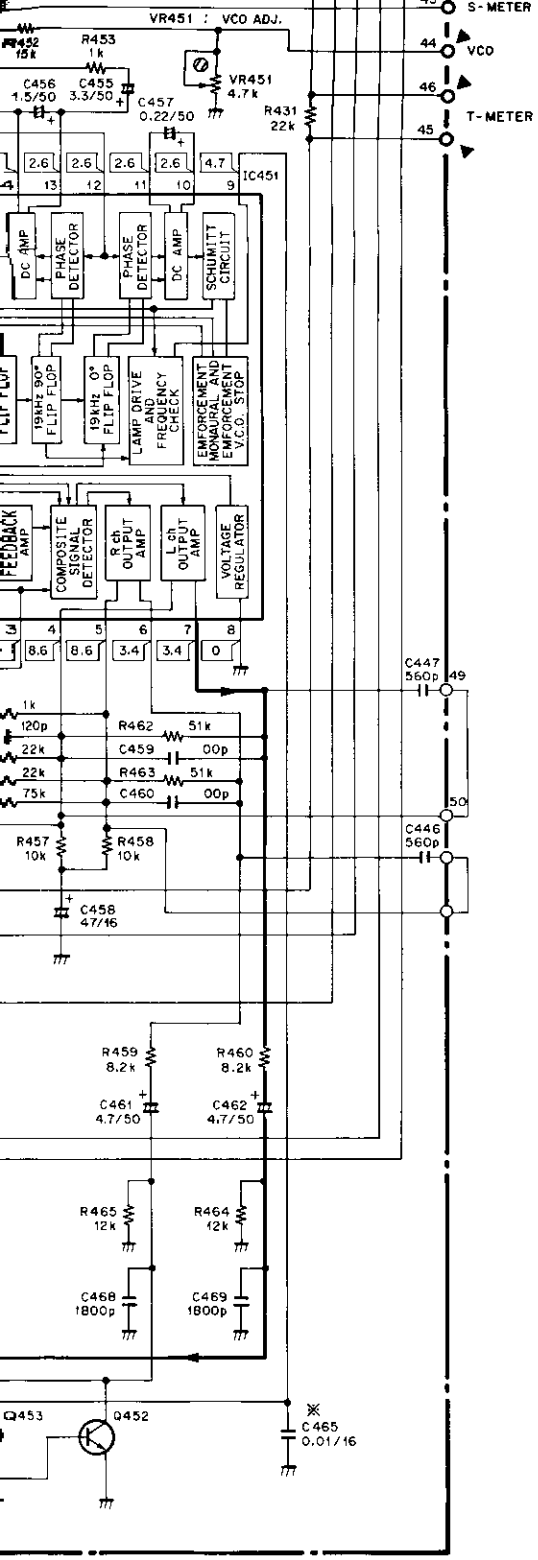 S-METER
VR451 : VCO ADJ.
15k
R453
1k
44
VCO
C456
1.5/50
C455
3.3/50
VR451
4.7k
46
C457
0.22/50
R431
22k
T-METER
45
2.6
2.6
2.6
2.6
4.7
IC451
13
12
11
10
9
DC AMP
PHASE
DETECTOR
PHASE
DETECTOR
DC AMP
SCHUMITT
CIRCUIT
FLIP FLOP
19kHz 90°
FLIP FLOP
19kHz 0°
FLIP FLOP
LAMP DRIVE
AND
FREQUENCY
CHECK
EMFORCEMENT
MONAURAL AND
EMFORCEMENT
V.C.O. STOP
FEEDBACK
AMP
COMPOSITE
SIGNAL
DETECTOR
R ch
OUTPUT
AMP
L ch
OUTPUT
AMP
VOLTAGE
REGULATOR
3
4
5
6
7
8
8.6
8.6
3.4
3.4
0
C447
560p
49
1k
120p
R462
51k
22k
C459
00p
22k
R463
51k
75k
C460
00p
50
C446
560p
R457
10k
R458
10k
C458
47/16
R459
8.2k
R460
8.2k
C461
4.7/50
C462
4.7/50
R465
12k
R464
12k
C468
1800p
C469
1800p
Q453
Q452
※
C465
0.01/16